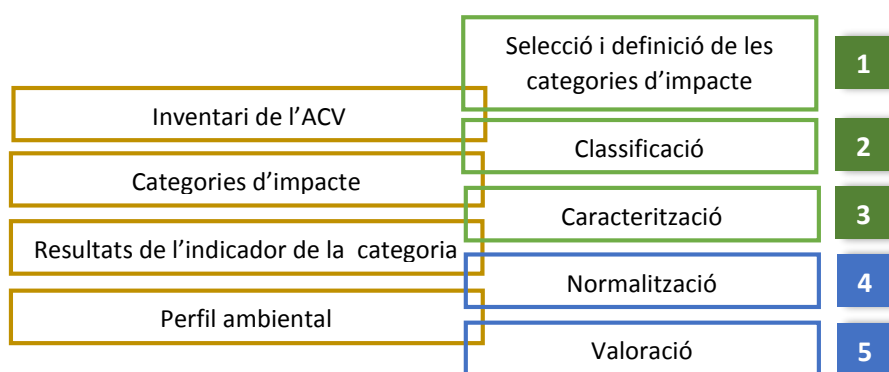 Selecció i definició de les
categories d’impacte
1
Inventari de l’ACV
Classificació
2
Categories d’impacte
Caracterització
3
Resultats de l’indicador de la categoria
Normalització
4
Perfil ambiental
Valoració
5